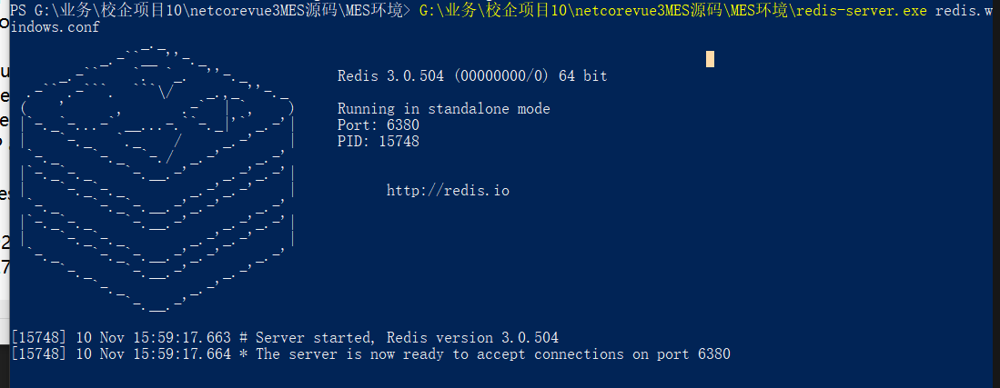 PS G:\业务\校企项目10\netcorevue3MES源码\MES环境> G:\业务\校企项目10\netcorevue3MES源码\MES环境\redis-server.exe redis.w
indows.conf
Redis 3.0.504 (00000000/0) 64 bit
Running in standalone mode
Port: 6380
PID: 15748
http://redis.io
[15748] 10 Nov 15:59:17.663 # Server started, Redis version 3.0.504
[15748] 10 Nov 15:59:17.664 * The server is now ready to accept connections on port 6380